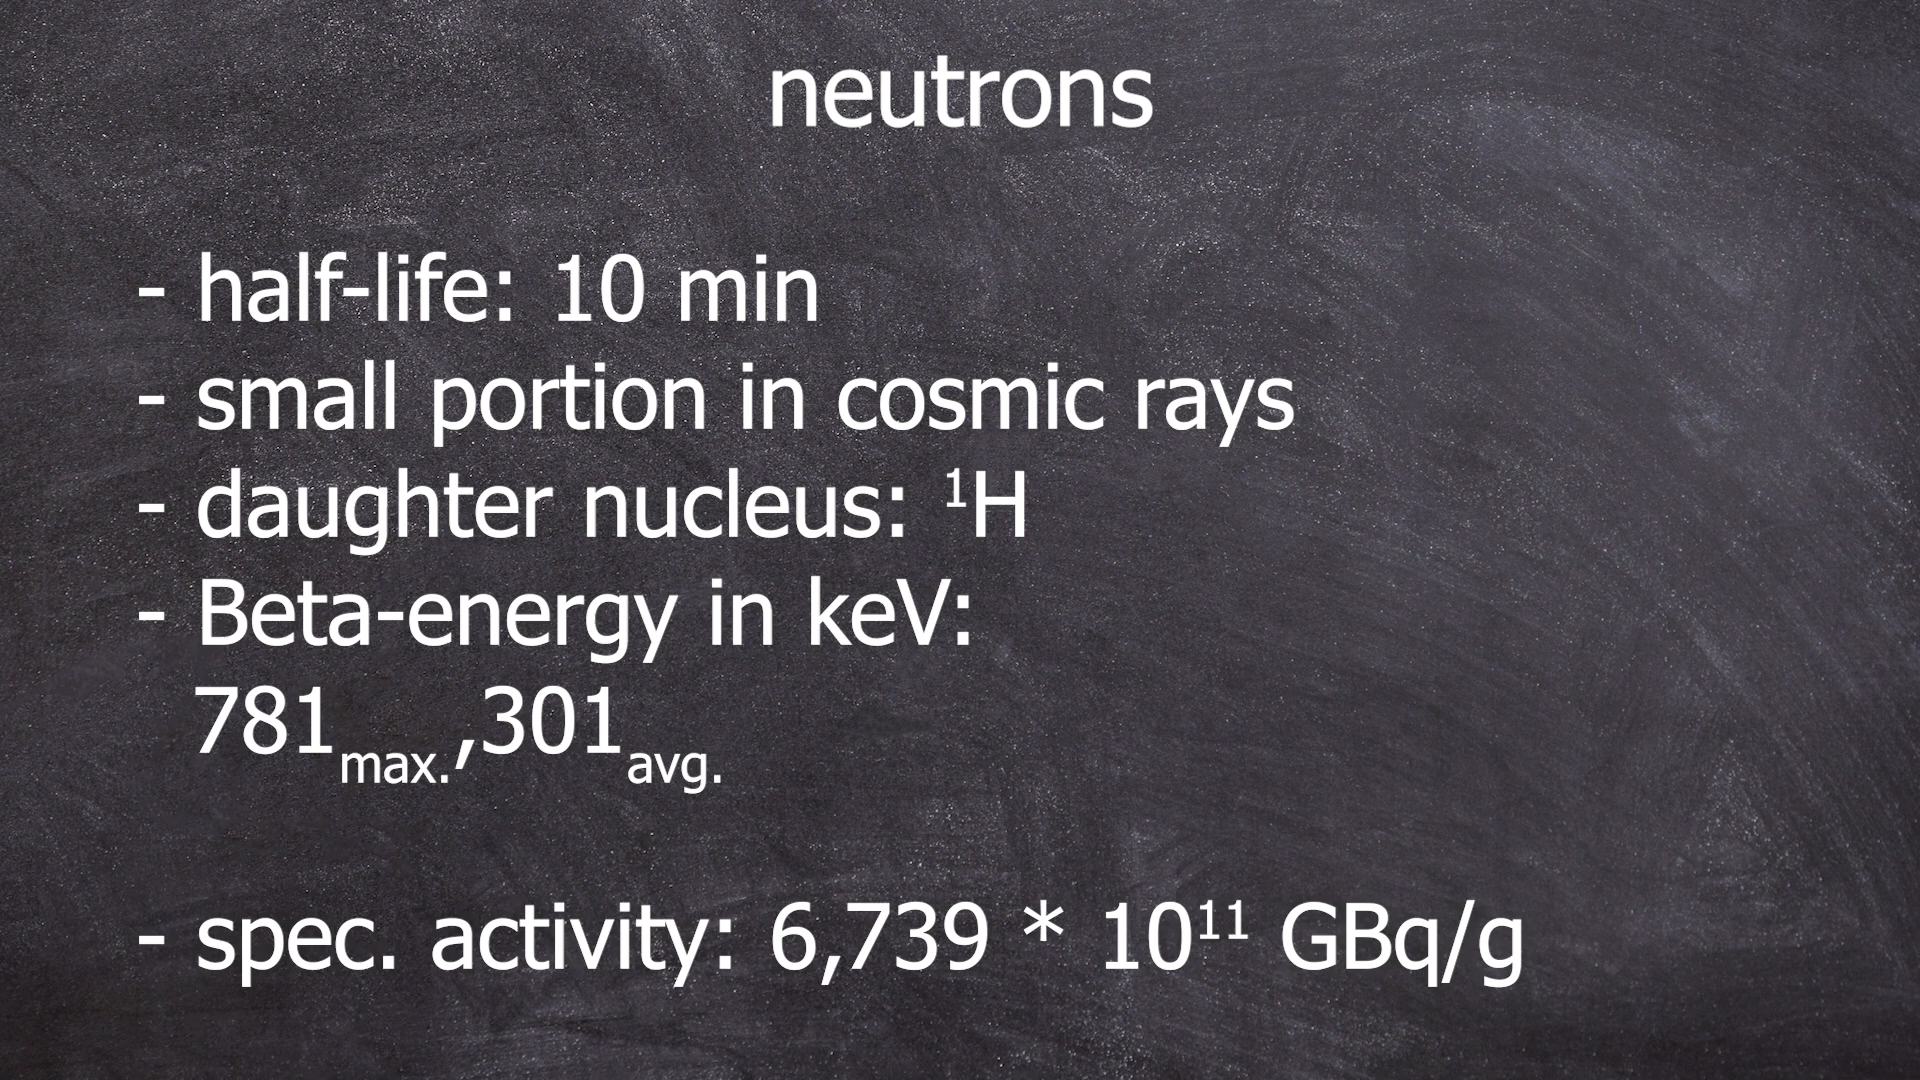 neutrons
- half-life: 10 min
- small portion in cosmic rays
- daughter nucleus: ¹H
- Beta-energy in keV:
781max.,301avg.
- spec. activity: 6,739 * 10¹¹ GBq/g